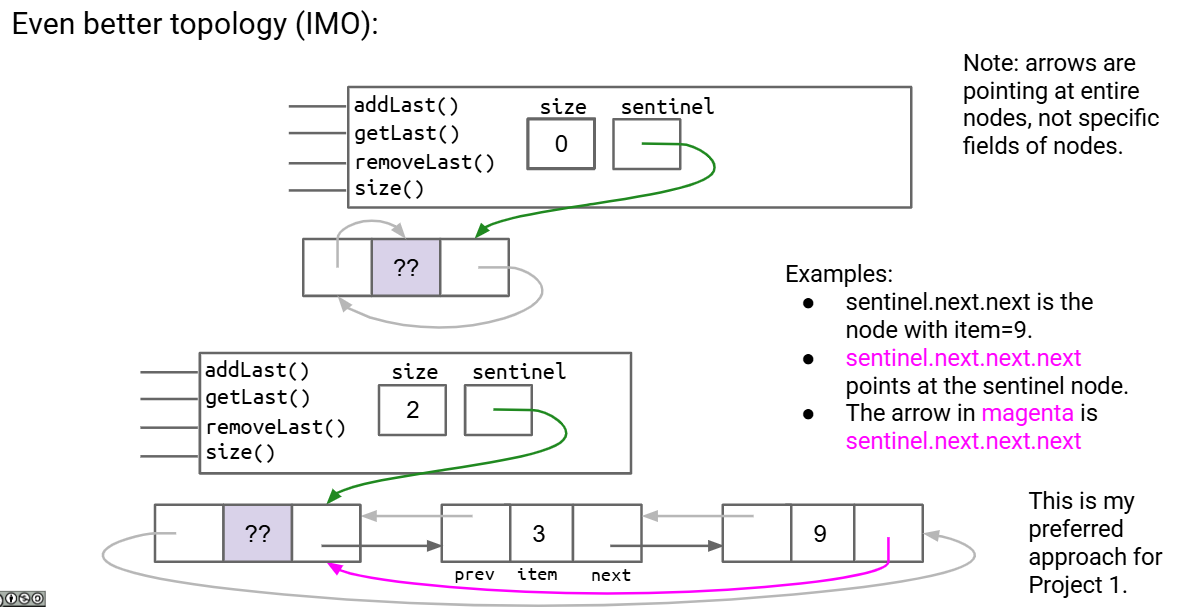 Even better topology (IMO):
Note: arrows are
pointing at entire
nodes, not specific
fields of nodes.
addLast()
getLast()
removeLast()
size()
size
sentinel
0
??
Examples:
● sentinel.next.next is the
node with item=9.
● sentinel.next.next.next
points at the sentinel node.
● The arrow in magenta is
sentinel.next.next.next
addLast()
getLast()
removeLast()
size()
size
sentinel
2
??
3
9
prev
item
next
This is my
preferred
approach for
Project 1.